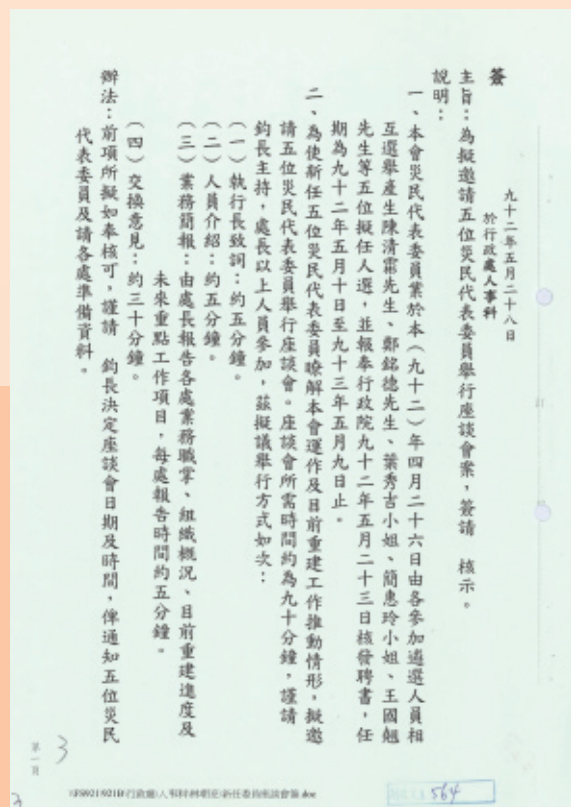 簽
九十二年五月二十八日
於行政處人事科
主旨：為擬邀請五位災民代表委員舉行座談會案，簽請　核示。
說明：
一、本會災民代表委員業於本（九十二）年四月二十六日由各參加遴選人員相
互選舉產生陳清霜先生、鄭銘德先生、葉秀吉小姐、簡惠玲小姐、王國魁
先生等五位擬任人選，並報奉行政院九十二年五月二十三日核發聘書，任
期為九十二年五月十日至九十三年五月九日止。
二、為使新任五位災民代表委員瞭解本會運作及目前重建工作推動情形，擬邀
請五位災民代表委員舉行座談會。座談會所需時間約為九十分鐘，謹請
鈞長主持，處長以上人員參加，茲擬議舉行方式如次：
（一）執行長致詞：約五分鐘。
（二）人員介紹：約五分鐘。
（三）業務簡報：由處長報告各處業務職掌、組織概況、目前重建進度及
未來重點工作項目，每處報告時間約五分鐘。
（四）交換意見：約三十分鐘。
辦法：前項所擬如奉核可，謹請　鈞長決定座談會日期及時間，俾通知五位災民
代表委員及請各處準備資料。
第一頁
3
564